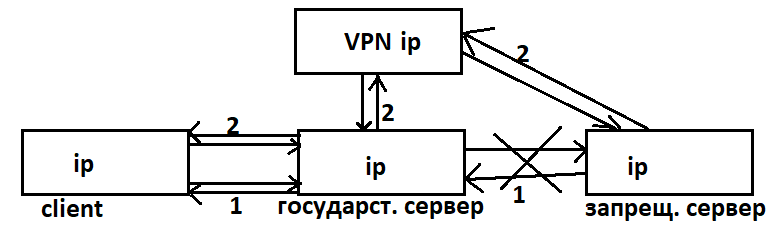 VPN ip
2
2
2
ip
ip
ip
1
1
client
государст. сервер
запрещ. сервер